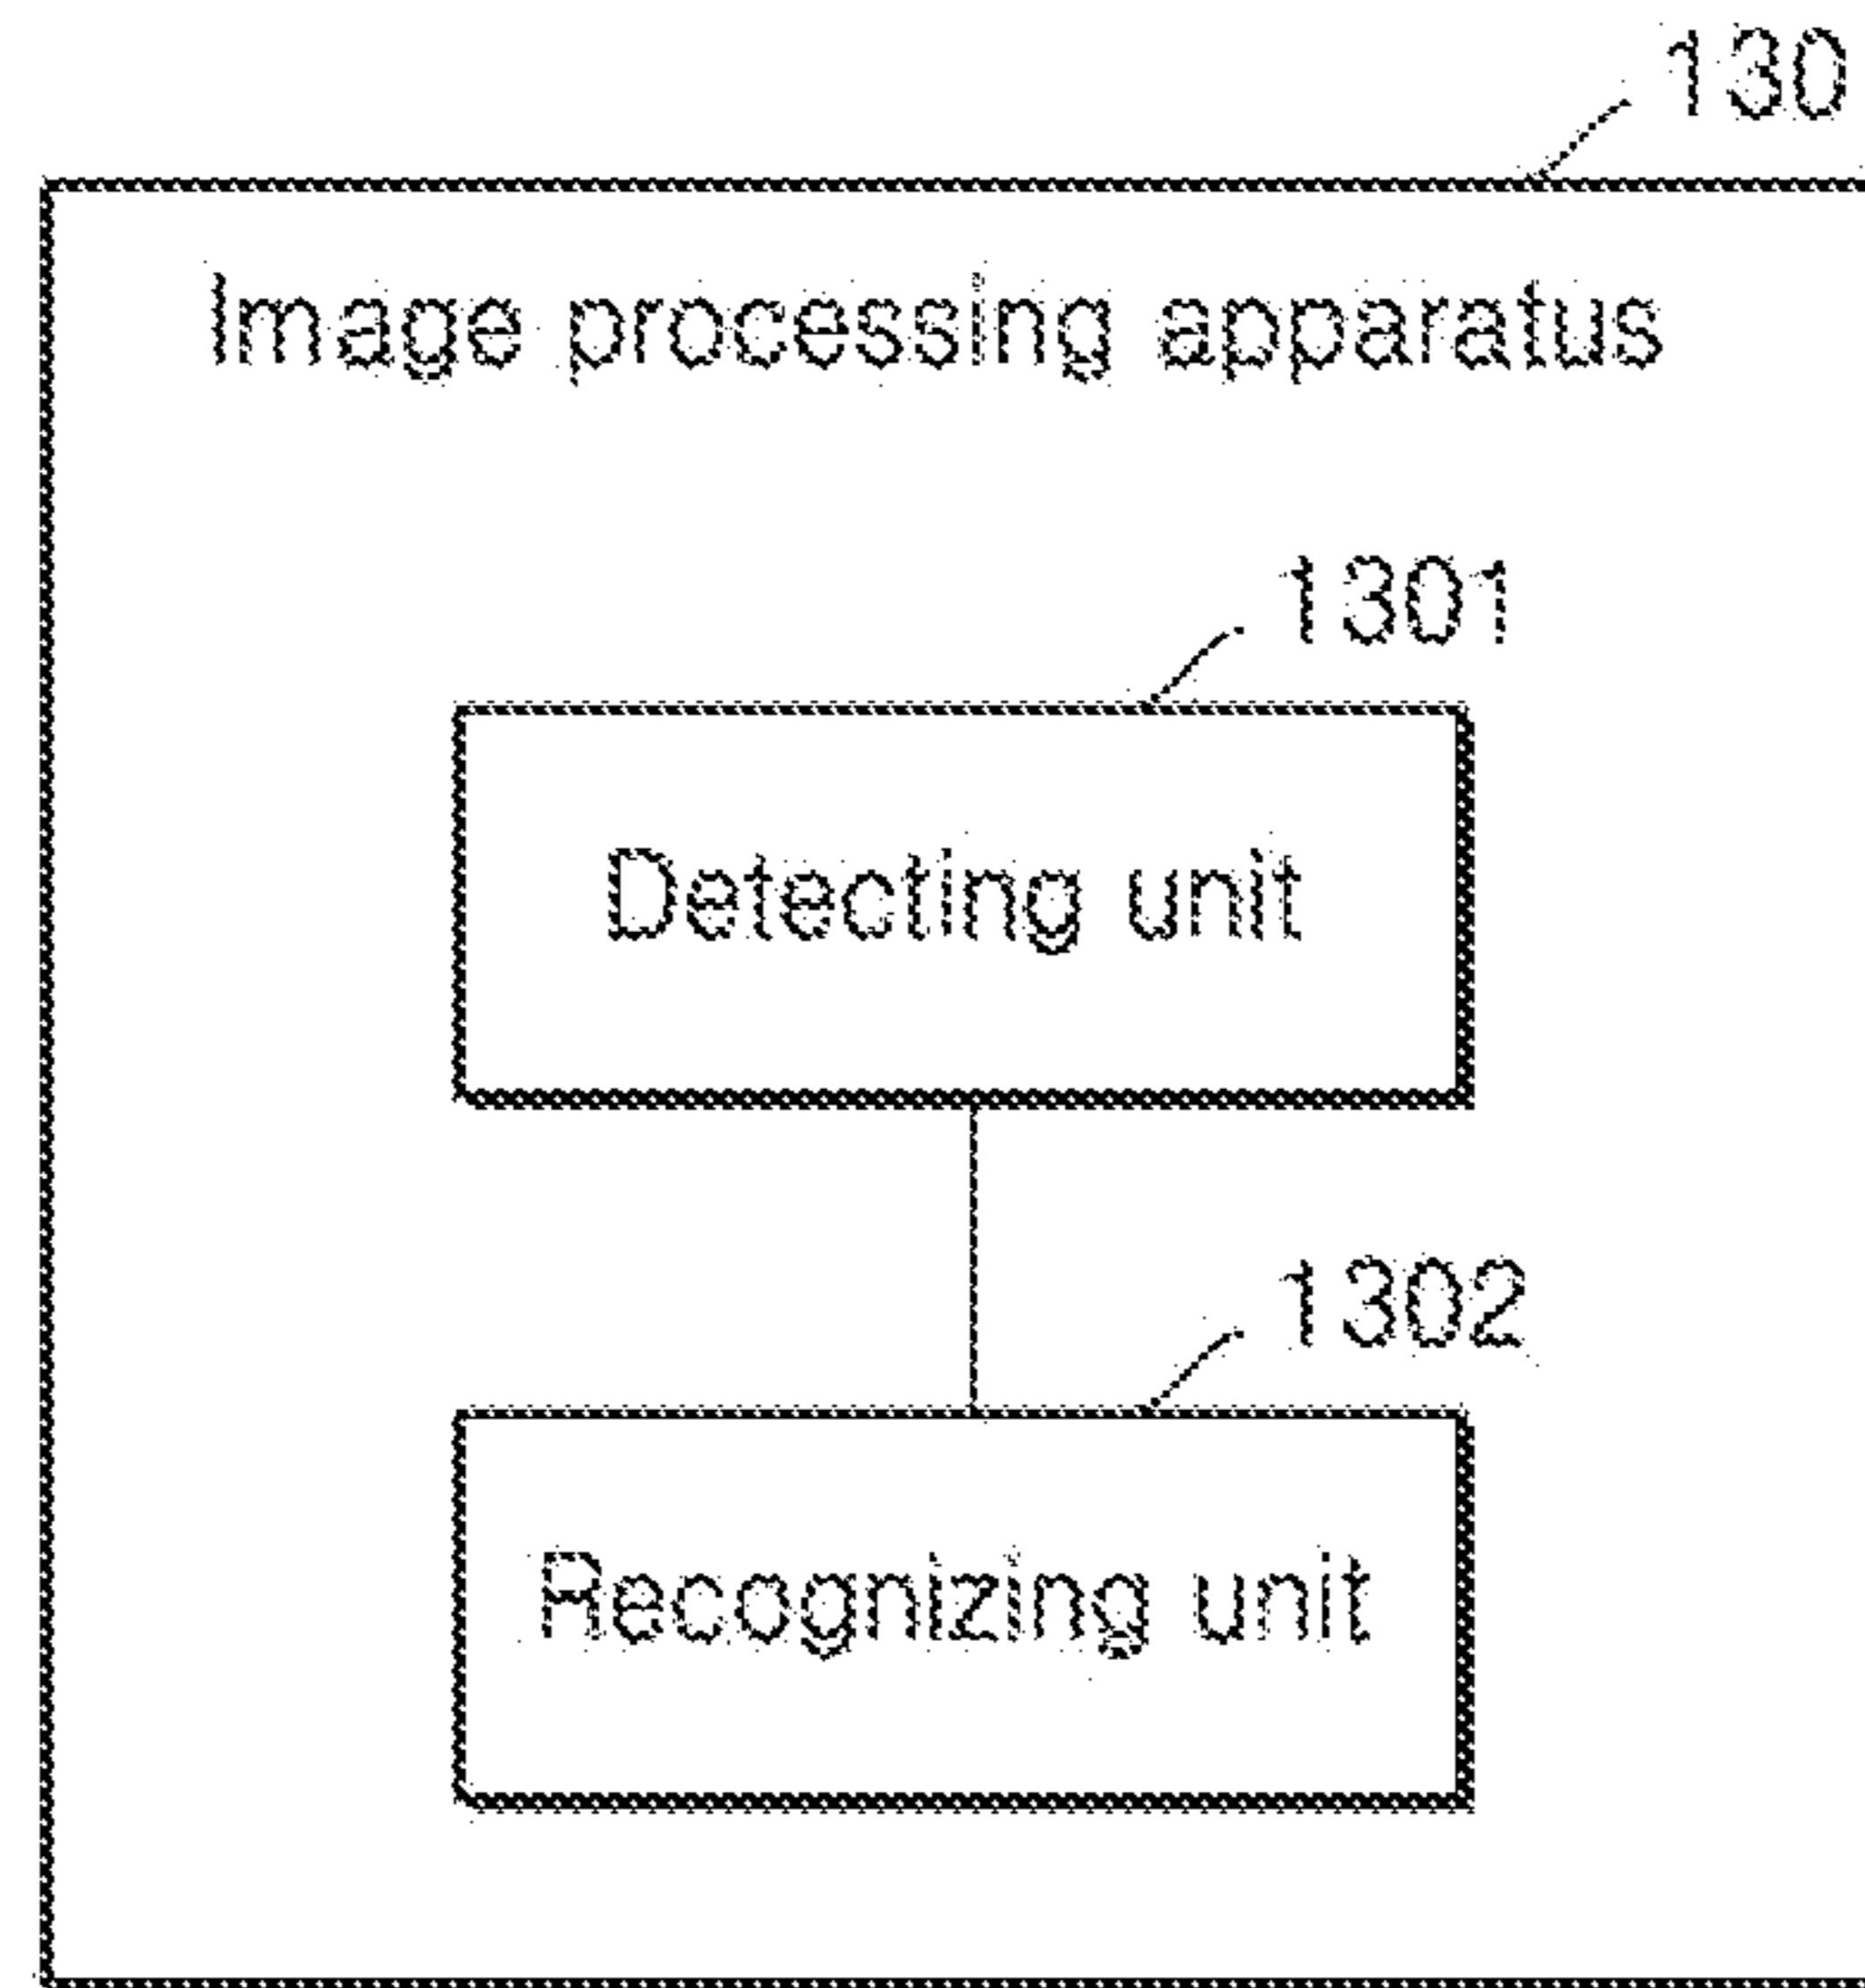 130
Image processing apparatus
1301
Detecting unit
1302
Recognizing unit